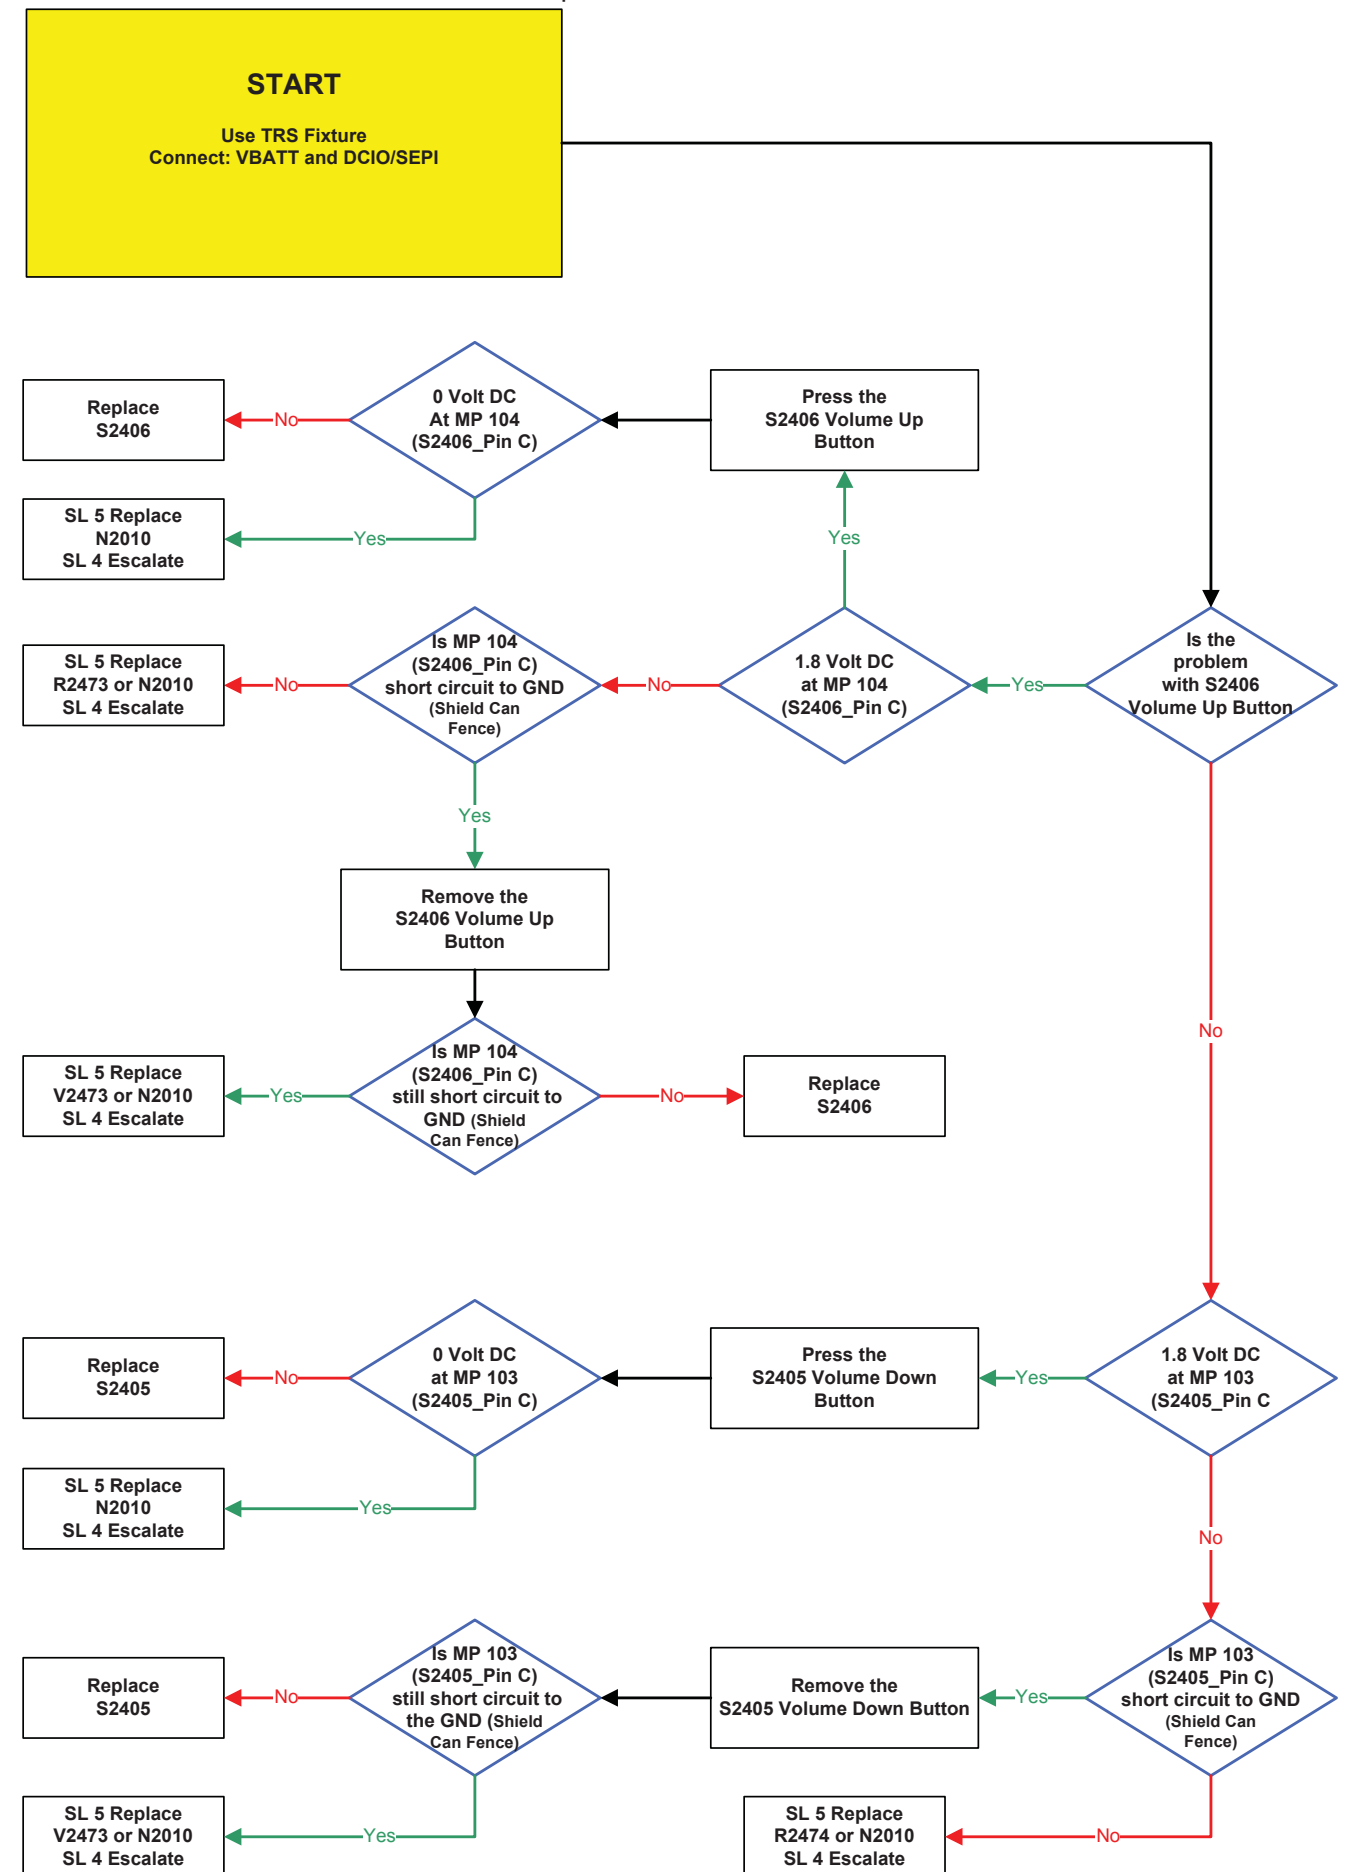 START
Use TRS Fixture
Connect: VBATT and DCIO/SEPI
Replace
S2406
No
0 Volt DC
At MP 104
(S2406_Pin C)
Press the
S2406 Volume Up
Button
SL 5 Replace
N2010
SL 4 Escalate
Yes
Yes
SL 5 Replace
R2473 or N2010
SL 4 Escalate
No
Is MP 104
(S2406_Pin C)
short circuit to GND
(Shield Can
Fence)
No
1.8 Volt DC
at MP 104
(S2406_Pin C)
Yes
Is the
problem
with S2406
Volume Up Button
Yes
Remove the
S2406 Volume Up
Button
No
SL 5 Replace
V2473 or N2010
SL 4 Escalate
Yes
Is MP 104
(S2406_Pin C)
still short circuit to
GND (Shield
Can Fence)
No
Replace
S2406
Replace
S2405
No
0 Volt DC
at MP 103
(S2405_Pin C)
Press the
S2405 Volume Down
Button
Yes
1.8 Volt DC
at MP 103
(S2405_Pin C
SL 5 Replace
N2010
SL 4 Escalate
Yes
No
Replace
S2405
No
Is MP 103
(S2405_Pin C)
still short circuit to
the GND (Shield
Can Fence)
Remove the
S2405 Volume Down Button
Yes
Is MP 103
(S2405_Pin C)
short circuit to GND
(Shield Can
Fence)
SL 5 Replace
V2473 or N2010
SL 4 Escalate
Yes
SL 5 Replace
R2474 or N2010
SL 4 Escalate
No